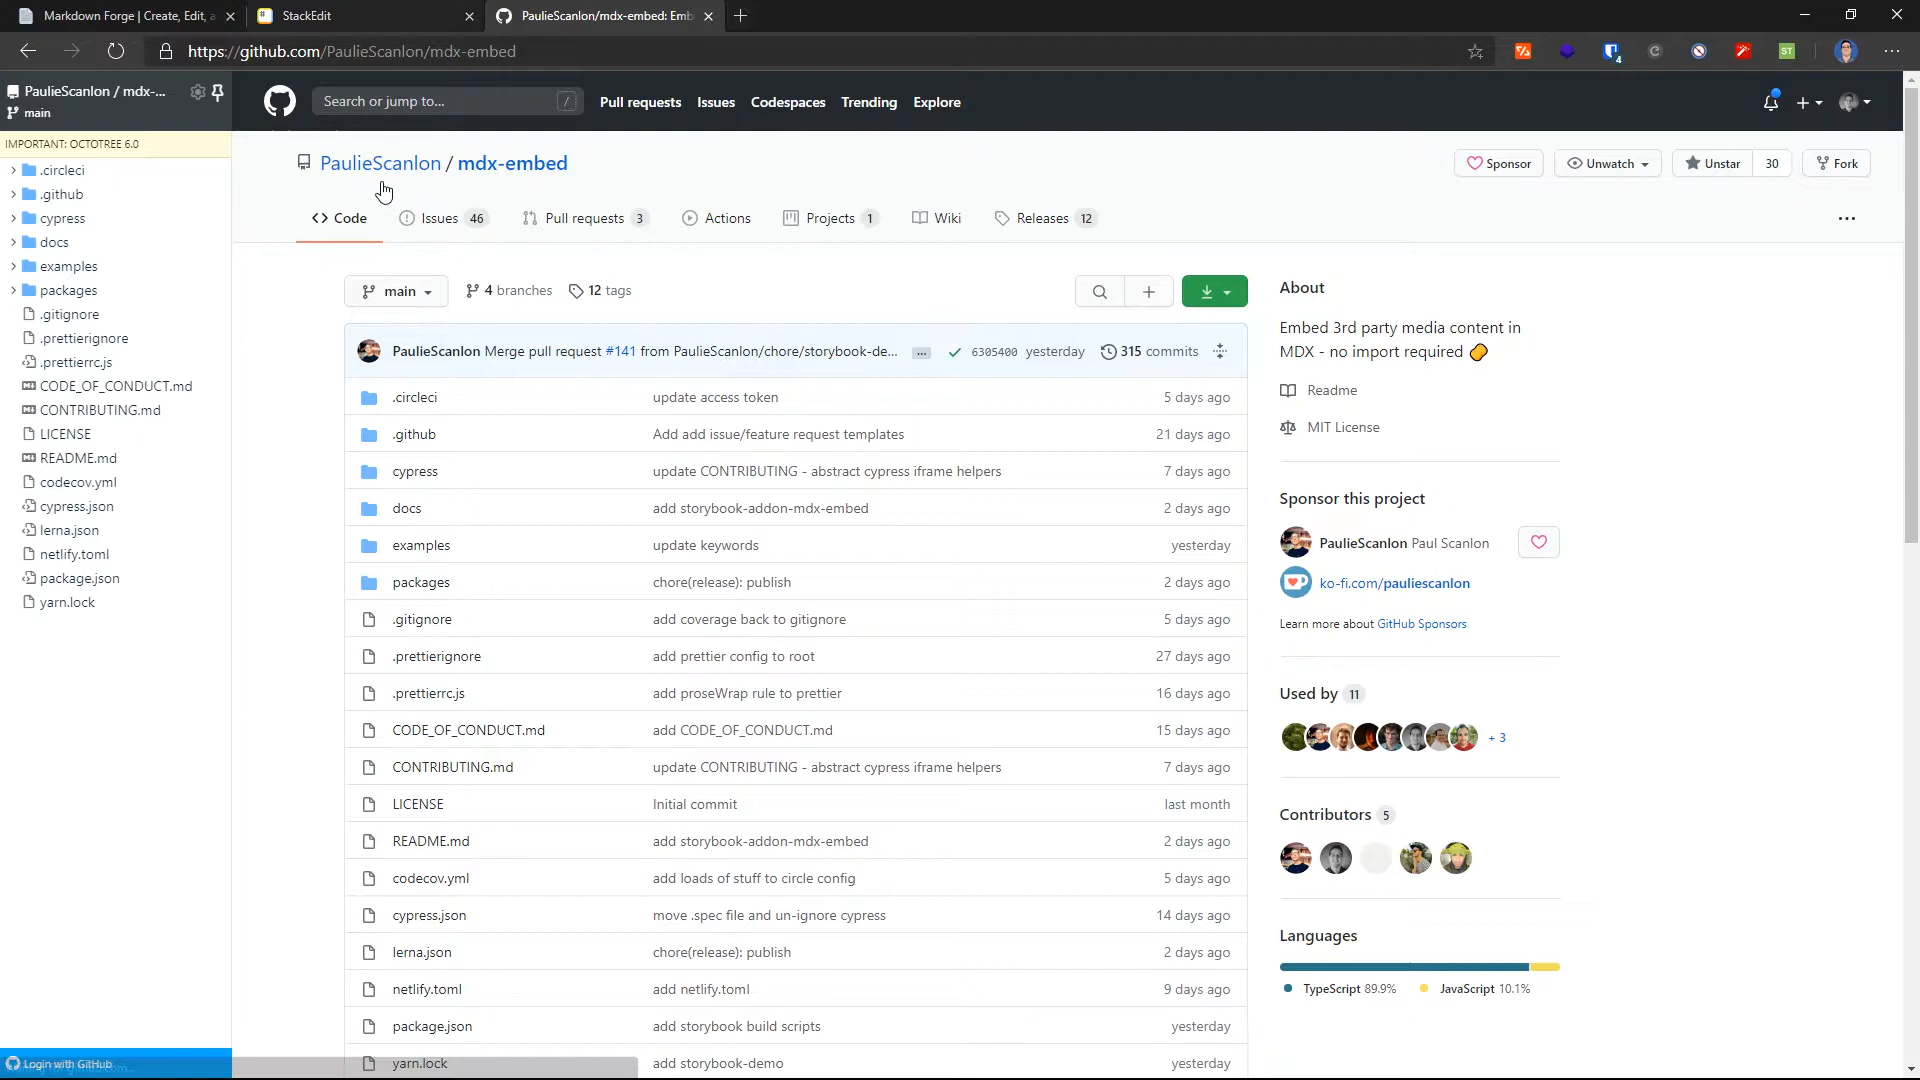 Markdown Forge | Create, Edit, a
StackEdit
PaulieScanlon/mdx-embed: Emb
https://github.com/PaulieScanlon/mdx-embed
4
ST
PaulieScanlon / mdx-...
main
IMPORTANT: OCTOTREE 6.0
.circleci
.github
cypress
docs
examples
packages
.gitignore
.prettierignore
.prettierrc.js
CODE_OF_CONDUCT.md
CONTRIBUTING.md
LICENSE
README.md
codecov.yml
cypress.json
lerna.json
netlify.toml
package.json
yarn.lock
Login with GitHub
Search or jump to... /
Pull requests Issues Codespaces Trending Explore
PaulieScanlon / mdx-embed
Sponsor Unwatch Unstar 30 Fork
Code Issues 46 Pull requests 3 Actions Projects 1 Wiki Releases 12
main 4 branches 12 tags
PaulieScanlon Merge pull request #141 from PaulieScanlon/chore/storybook-de... ... 6305400 yesterday 315 commits
.circleci update access token 5 days ago
.github Add add issue/feature request templates 21 days ago
cypress update CONTRIBUTING - abstract cypress iframe helpers 7 days ago
docs add storybook-addon-mdx-embed 2 days ago
examples update keywords yesterday
packages chore(release): publish 2 days ago
.gitignore add coverage back to gitignore 5 days ago
.prettierignore add prettier config to root 27 days ago
.prettierrc.js add proseWrap rule to prettier 16 days ago
CODE_OF_CONDUCT.md add CODE_OF_CONDUCT.md 15 days ago
CONTRIBUTING.md update CONTRIBUTING - abstract cypress iframe helpers 7 days ago
LICENSE Initial commit last month
README.md add storybook-addon-mdx-embed 2 days ago
codecov.yml add loads of stuff to circle config 5 days ago
cypress.json move .spec file and un-ignore cypress 14 days ago
lerna.json chore(release): publish 2 days ago
netlify.toml add netlify.toml 9 days ago
package.json add storybook build scripts yesterday
yarn.lock add storybook-demo yesterday
About
Embed 3rd party media content in
MDX - no import required
Readme
MIT License
Sponsor this project
PaulieScanlon Paul Scanlon
ko-fi.com/pauliescanlon
Learn more about GitHub Sponsors
Used by 11
+ 3
Contributors 5
Languages
TypeScript 89.9% JavaScript 10.1%